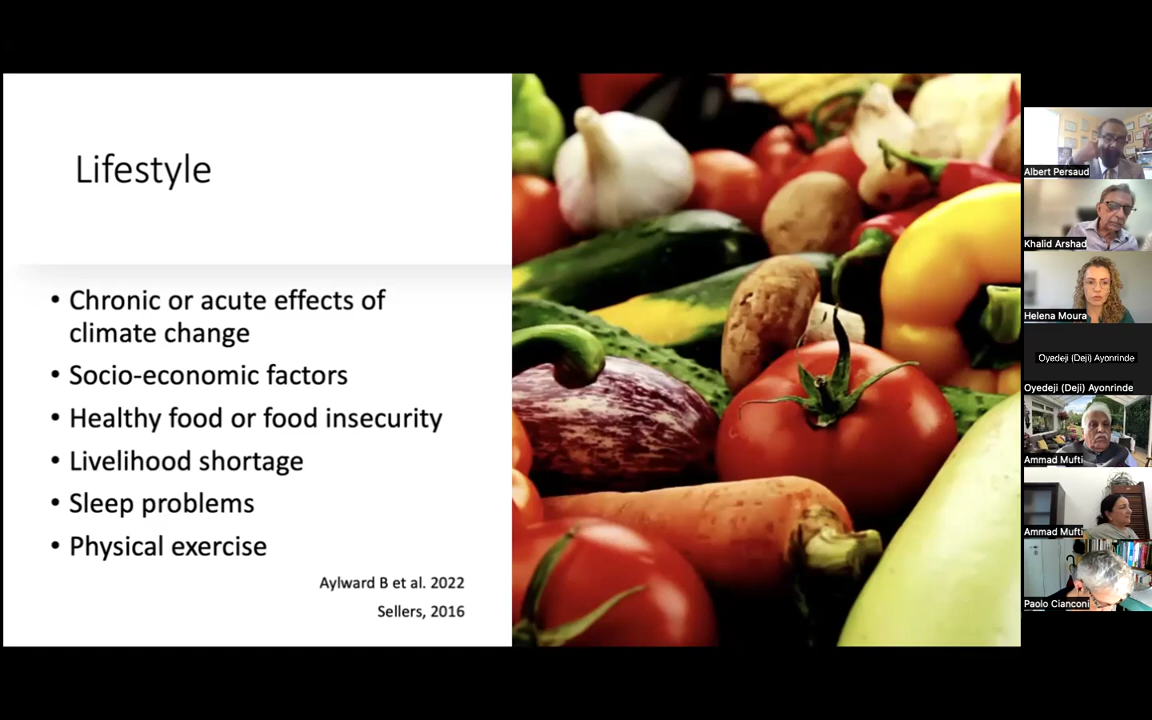 Lifestyle
• Chronic or acute effects of
climate change
• Socio-economic factors
• Healthy food or food insecurity
• Livelihood shortage
• Sleep problems
• Physical exercise
Aylward B et al. 2022
Sellers, 2016
Albert Persaud
Khalid Arshad
Helena Moura
Oyedeji (Deji) Ayonrinde
Oyedeji (Deji) Ayonrinde
Ammad Mufti
Ammad Mufti
Paolo Cianconi